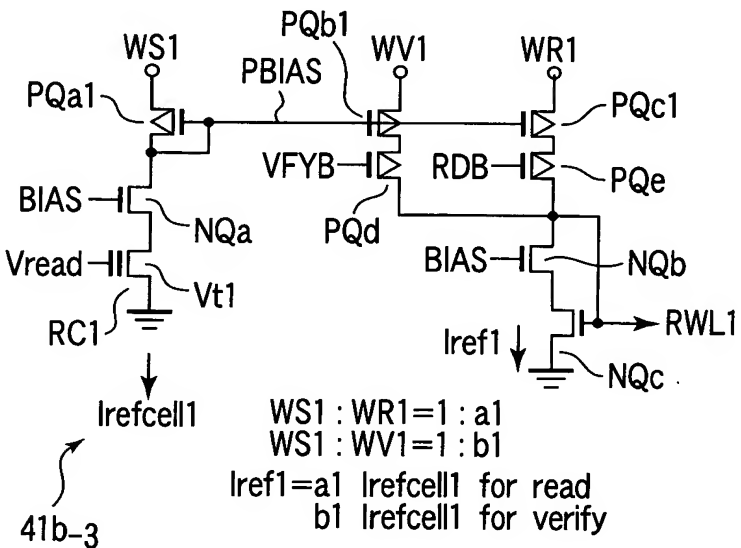 PQb1
WS1
WV1
WR1
PBIAS
PQa1
PQc1
VFYB
RDB
PQe
PQd
BIAS
NQa
BIAS
NQb
Vread
Vt1
RC1
Iref1
RWL1
NQc
Irefcell1
WS1 : WR1=1 : a1
WS1 : WV1=1 : b1
Iref1=a1 Irefcell1 for read
b1 Irefcell1 for verify
41b-3